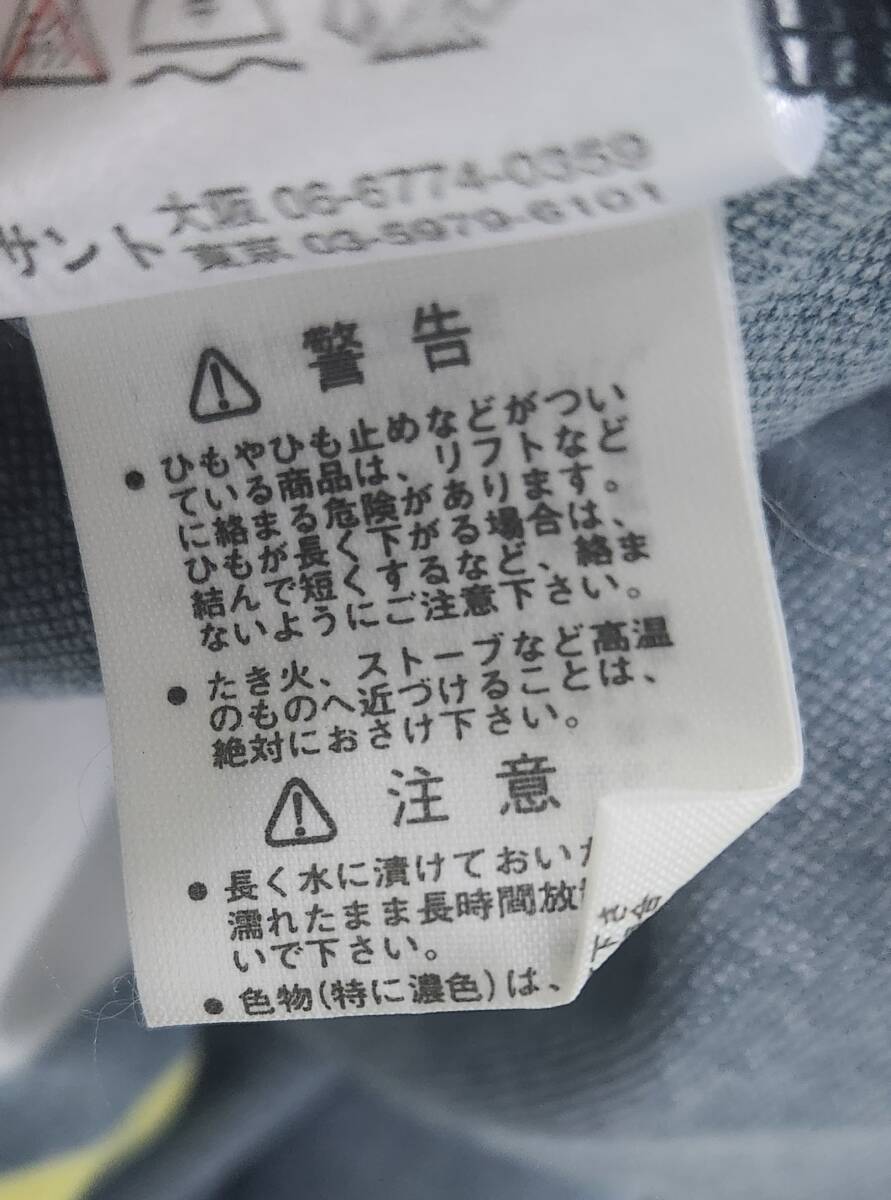 サント 大阪 06-6774-0359
東京 03-5979-6101
警告
• ひもやひも止めなどがつい
ている商品は、リフトなど
に絡まる危険があります。
ひもが長く下がる場合は、
結んで短くするなど、絡ま
ないようにご注意下さい。
• たき火、ストーブなど高温
のものへ近づけることは、
絶対におさけ下さい。
注意
• 長く水に漬けておいた
濡れたまま長時間放
いで下さい。
• 色物(特に濃色)は、